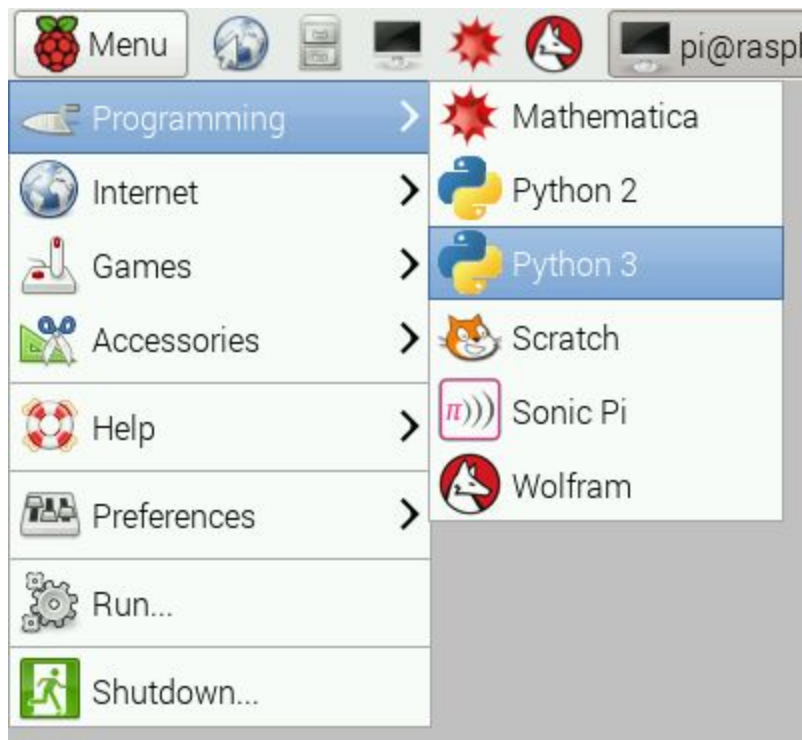 Menu
pi@rasp
Programming
Internet
Games
Accessories
Help
Preferences
Run...
Shutdown...
Mathematica
Python 2
Python 3
Scratch
π)))
Sonic Pi
Wolfram